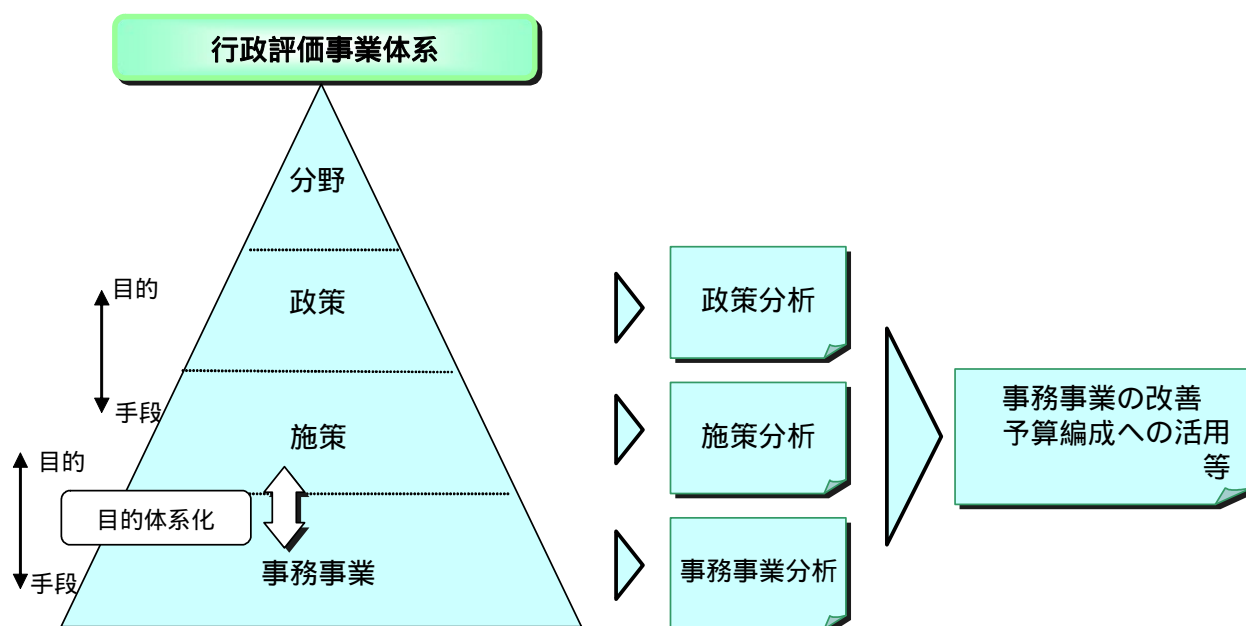 行政評価事業体系
分野
目的
政策
政策分析
手段
施策
施策分析
事務事業の改善
予算編成への活用
等
目的
目的体系化
手段
事務事業
事務事業分析